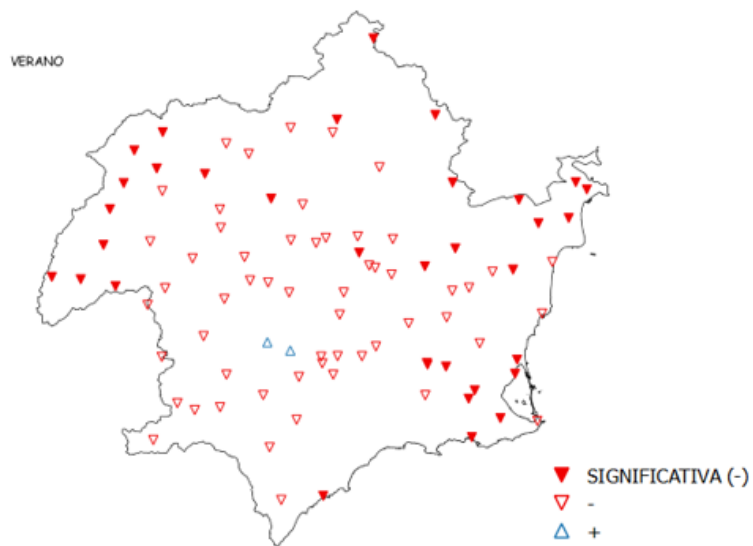 VERANO
SIGNIFICATIVA (-)
-
+